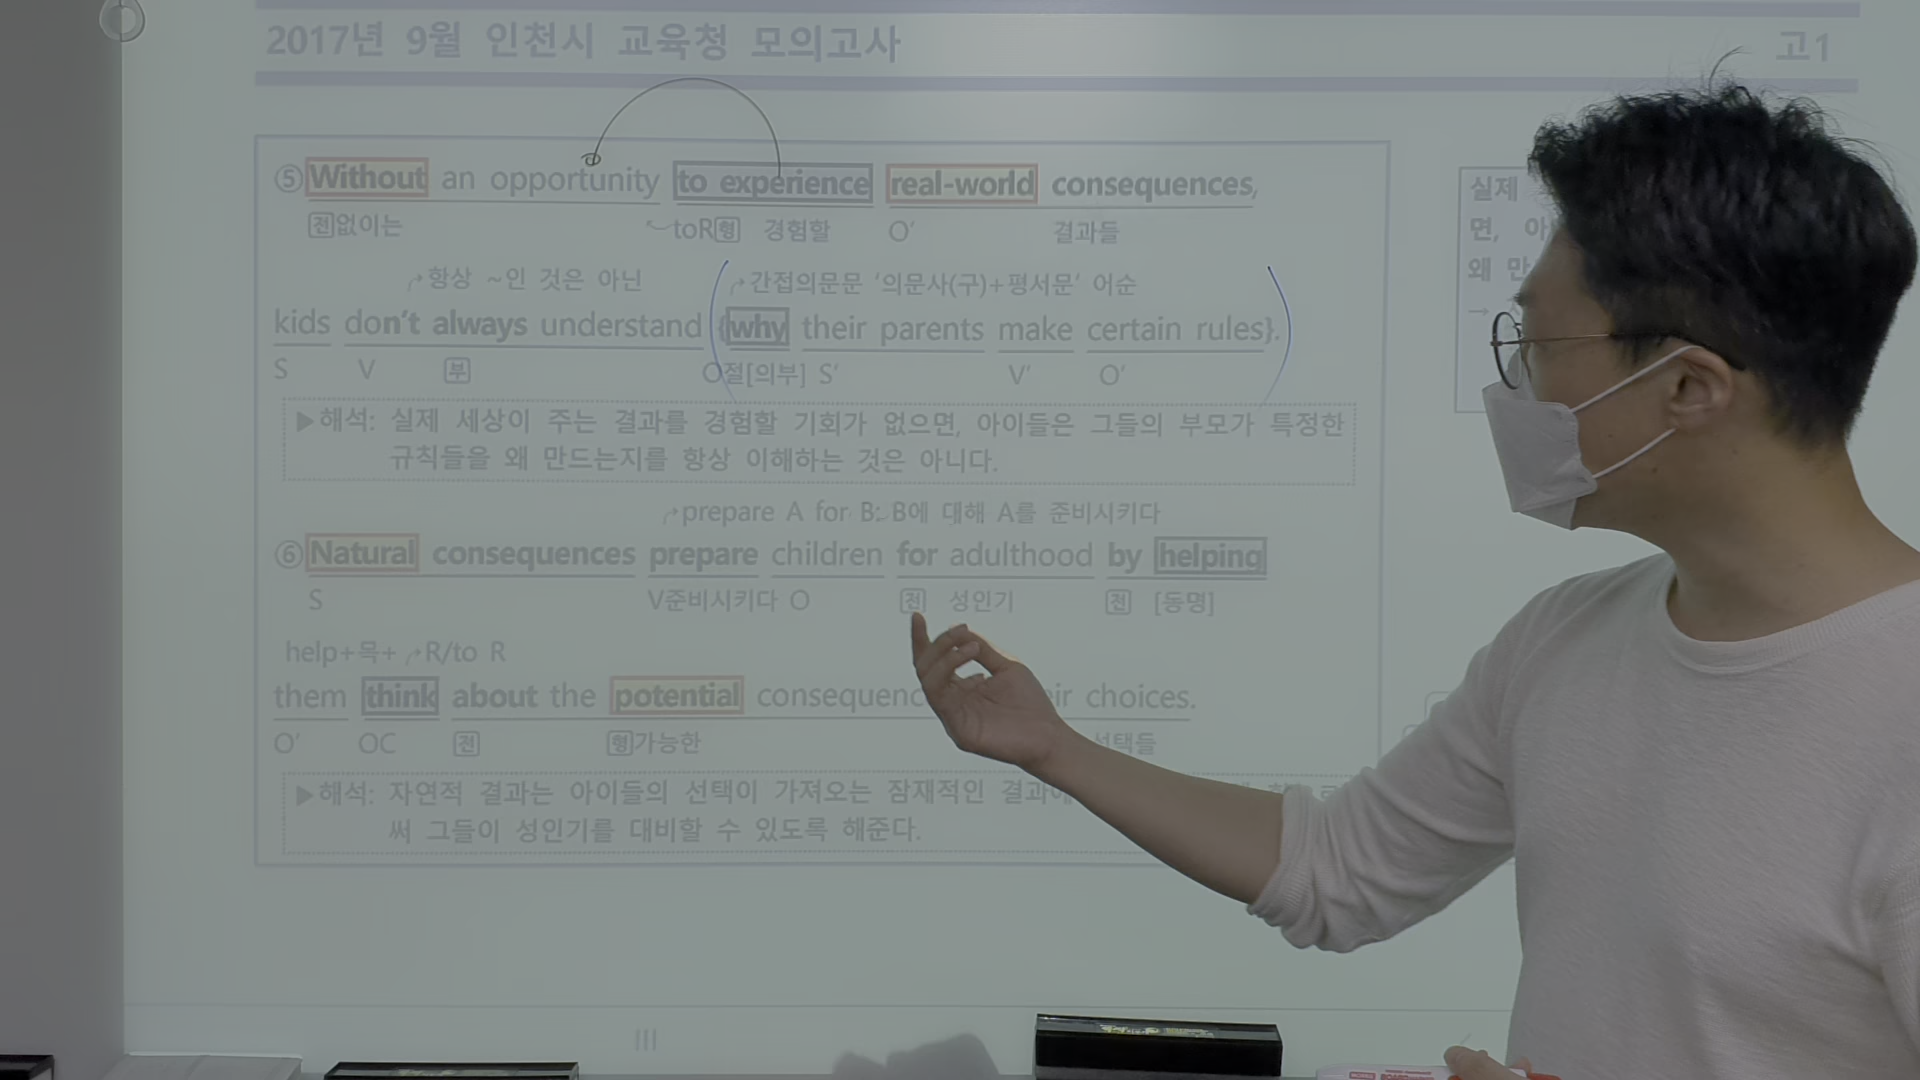 2017년 9월 인천시 교육청 모의고사 고1
⑤ Without an opportunity to experience real-world consequences,
전없이는 toR형 경험할 O' 결과들
항상 ~인 것은 아닌 간접의문문 '의문사(구)+평서문' 어순
kids don't always understand {why their parents make certain rules}.
S V 부 O절[의부] S' V' O'
▶해석: 실제 세상이 주는 결과를 경험할 기회가 없으면, 아이들은 그들의 부모가 특정한
규칙들을 왜 만드는지를 항상 이해하는 것은 아니다.
prepare A for B: B에 대해 A를 준비시키다
⑥ Natural consequences prepare children for adulthood by helping
S V준비시키다 O 전 성인기 전 [동명]
help+목+ R/to R
them think about the potential consequenc ir choices.
O' OC 전 형가능한 선택들
▶해석: 자연적 결과는 아이들의 선택이 가져오는 잠재적인 결과에
써 그들이 성인기를 대비할 수 있도록 해준다.
실제
면, 아
왜 만
→
III